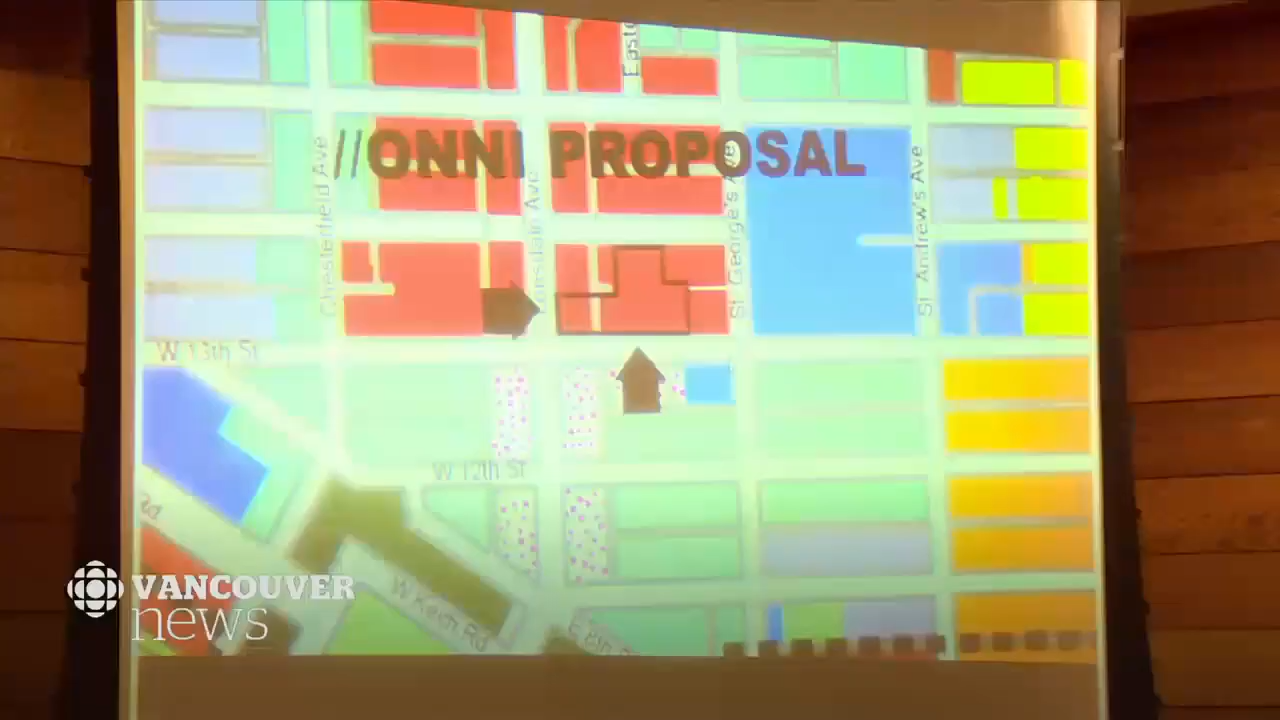 //ONNI PROPOSAL
Chesterfield Ave
Ave
St. George's Ave
St. Andrew's Ave
W 13th St
W 12th St
Rd
W Keith Rd
VANCOUVER
news